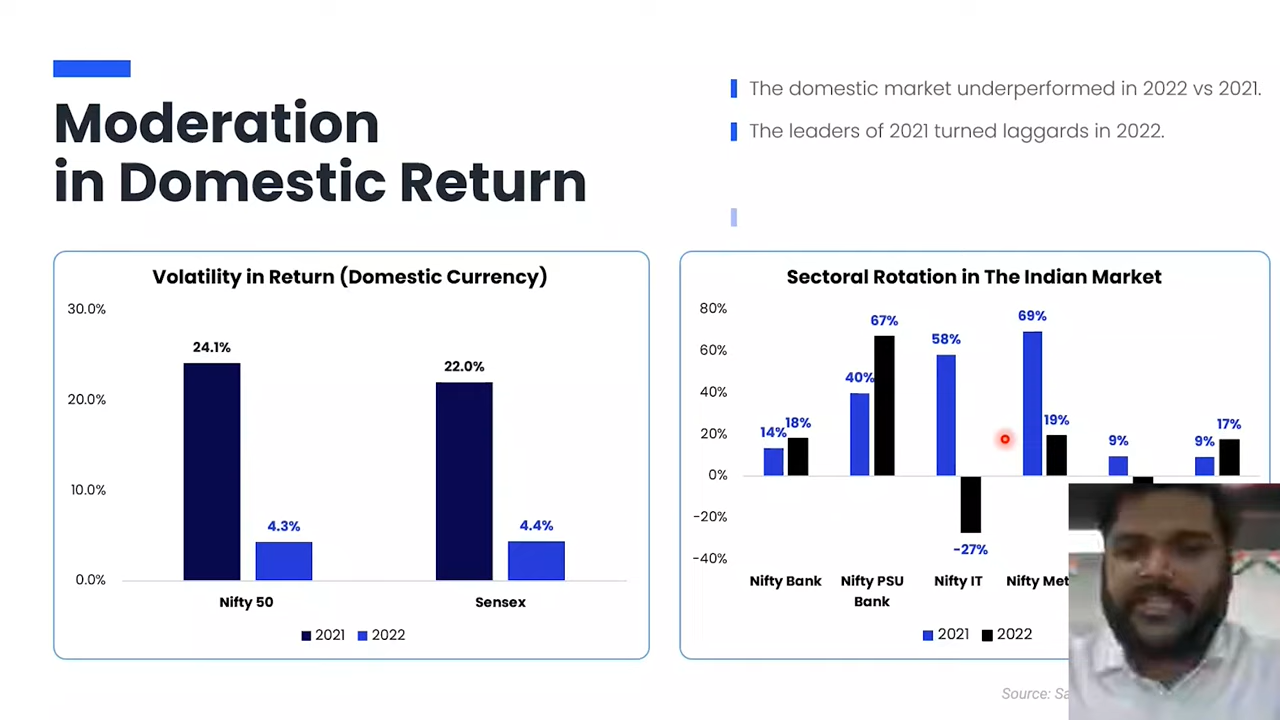 Moderation
in Domestic Return
The domestic market underperformed in 2022 vs 2021.
The leaders of 2021 turned laggards in 2022.
Volatility in Return (Domestic Currency)
30.0%
20.0%
10.0%
0.0%
24.1%
4.3%
22.0%
4.4%
Nifty 50
Sensex
2021 2022
Sectoral Rotation in The Indian Market
80%
60%
40%
20%
0%
-20%
-40%
14%
18%
40%
67%
58%
-27%
69%
19%
9%
9%
17%
Nifty Bank
Nifty PSU
Bank
Nifty IT
Nifty
2021 2022
Source: